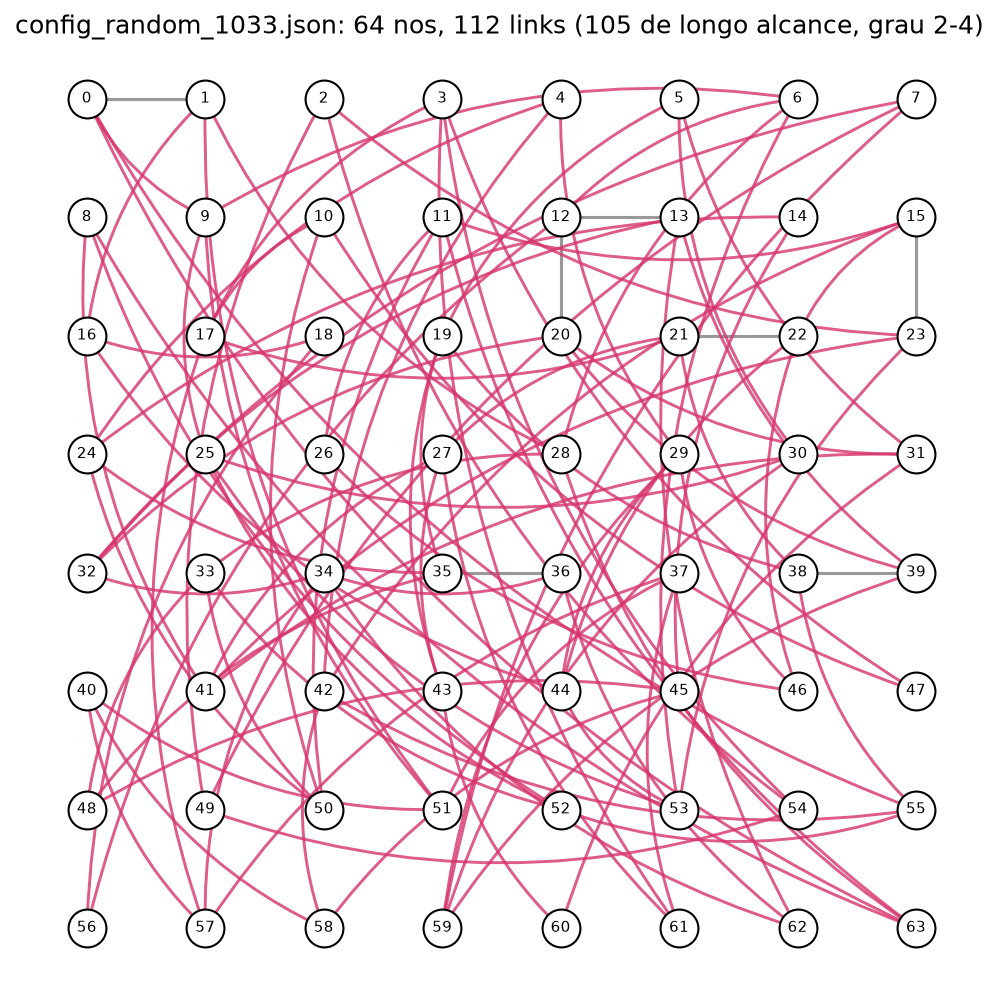 config_random_1033.json: 64 nos, 112 links (105 de longo alcance, grau 2-4)
0 1 2 3 4 5 6 7
8 9 10 11 12 13 14 15
16 17 18 19 20 21 22 23
24 25 26 27 28 29 30 31
32 33 34 35 36 37 38 39
40 41 42 43 44 45 46 47
48 49 50 51 52 53 54 55
56 57 58 59 60 61 62 63